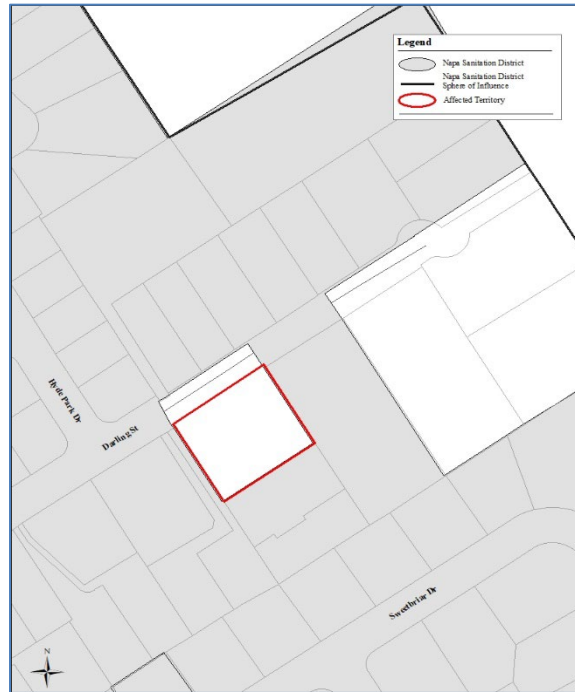 Legend
Napa Sanitation District
Napa Sanitation District
Sphere of Influence
Affected Territory
Hyde Park Dr
Darling St
Sweetbriar Dr
N